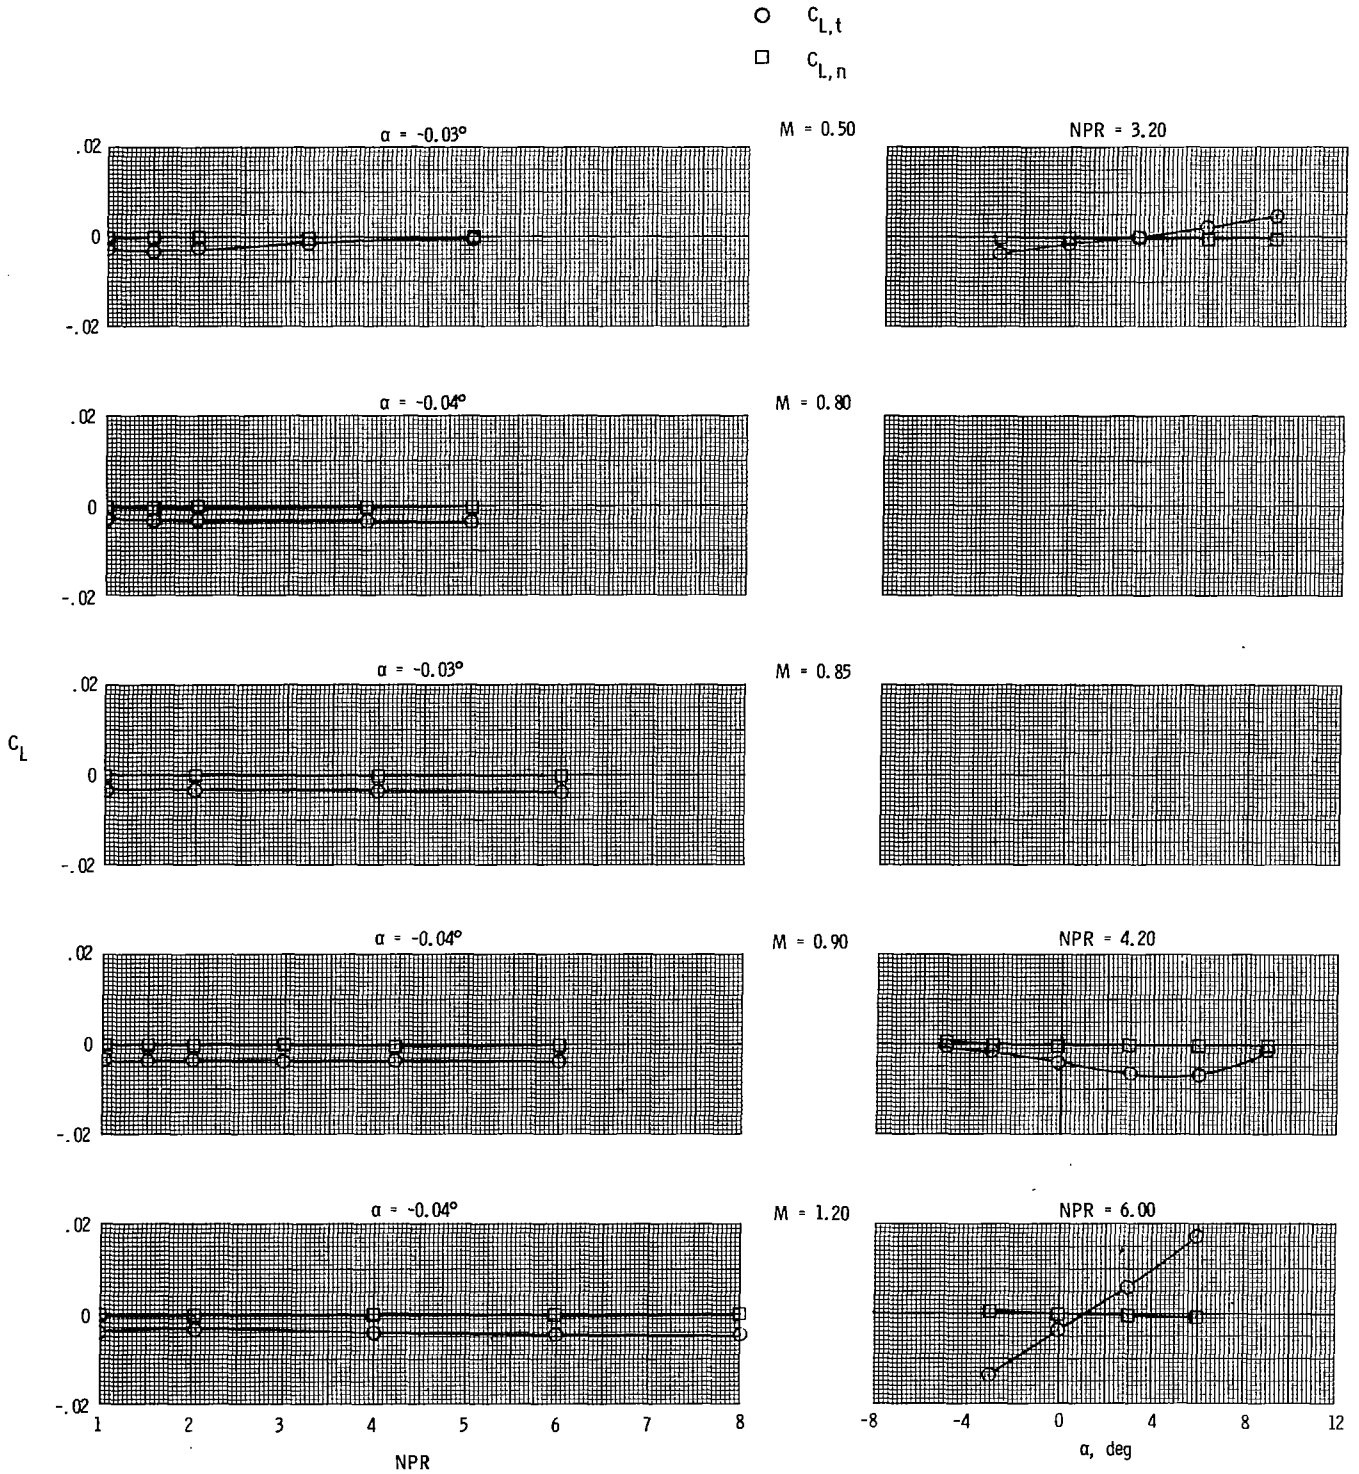 C L,t
C L,n
α = -0.03° M = 0.50 NPR = 3.20
.02
0
-.02
α = -0.04° M = 0.80
.02
0
-.02
α = -0.03° M = 0.85
.02
C L
0
-.02
α = -0.04° M = 0.90 NPR = 4.20
.02
0
-.02
α = -0.04° M = 1.20 NPR = 6.00
.02
0
-.02
1 2 3 4 5 6 7 8 -8 -4 0 4 8 12
NPR α, deg